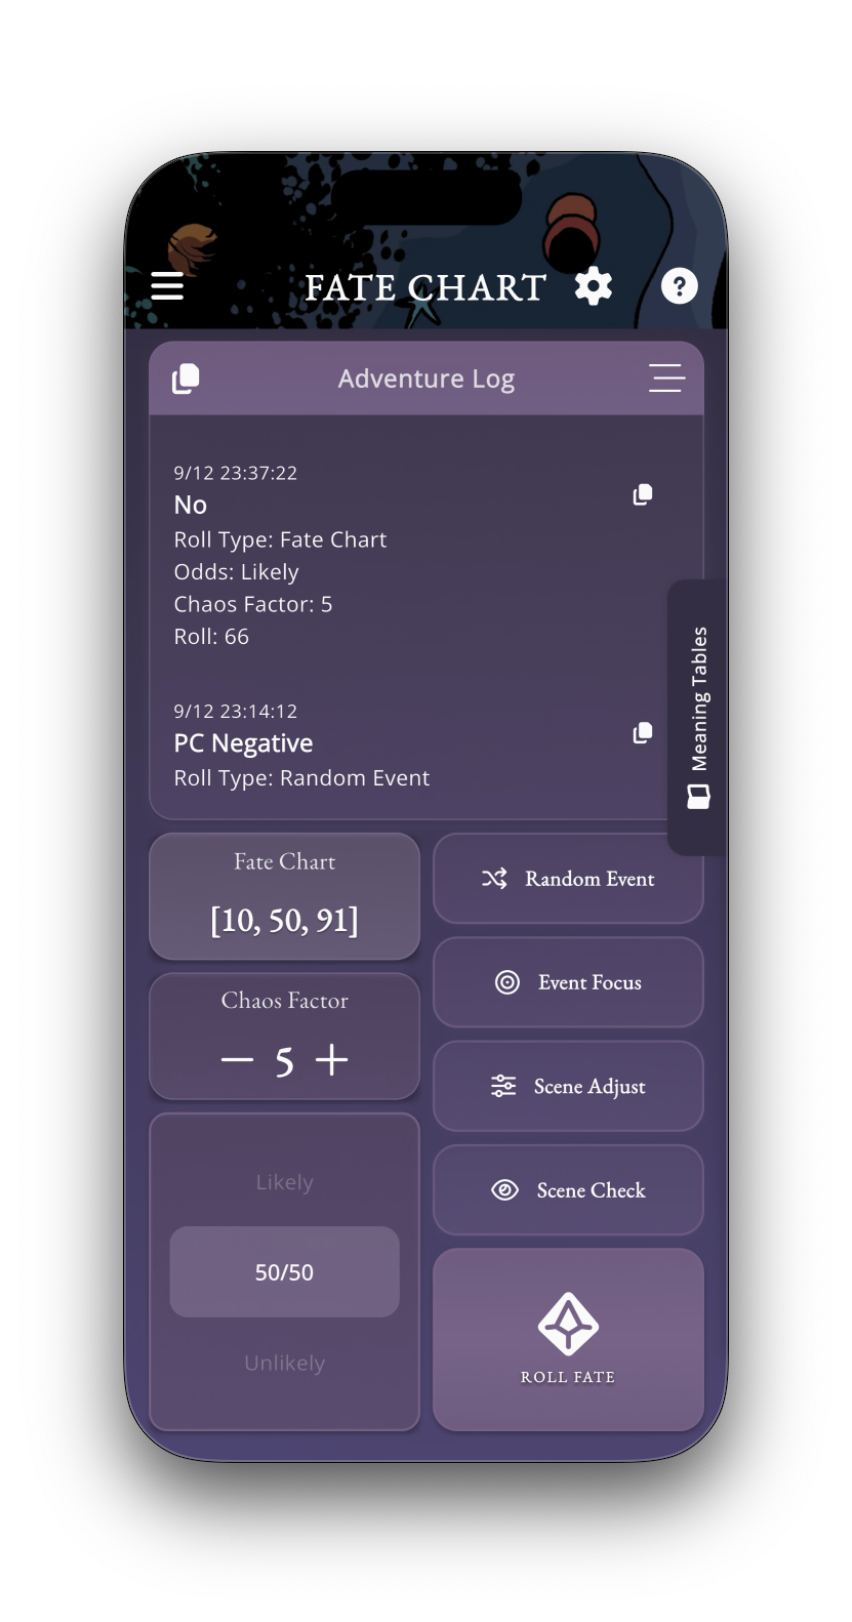 FATE CHART
?
Adventure Log
9/12 23:37:22
No
Roll Type: Fate Chart
Odds: Likely
Chaos Factor: 5
Roll: 66
9/12 23:14:12
PC Negative
Roll Type: Random Event
Meaning Tables
Fate Chart
[10, 50, 91]
Chaos Factor
— 5 +
Likely
50/50
Unlikely
Random Event
Event Focus
Scene Adjust
Scene Check
ROLL FATE